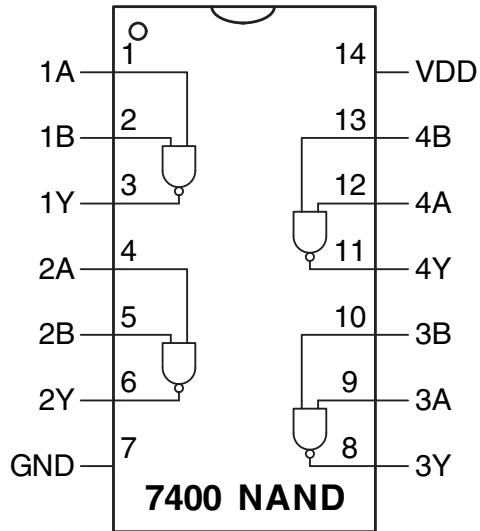 1A 1 14 VDD
1B 2 13 4B
1Y 3 12 4A
2A 4 11 4Y
2B 5 10 3B
2Y 6 9 3A
GND 7 8 3Y
7400 NAND